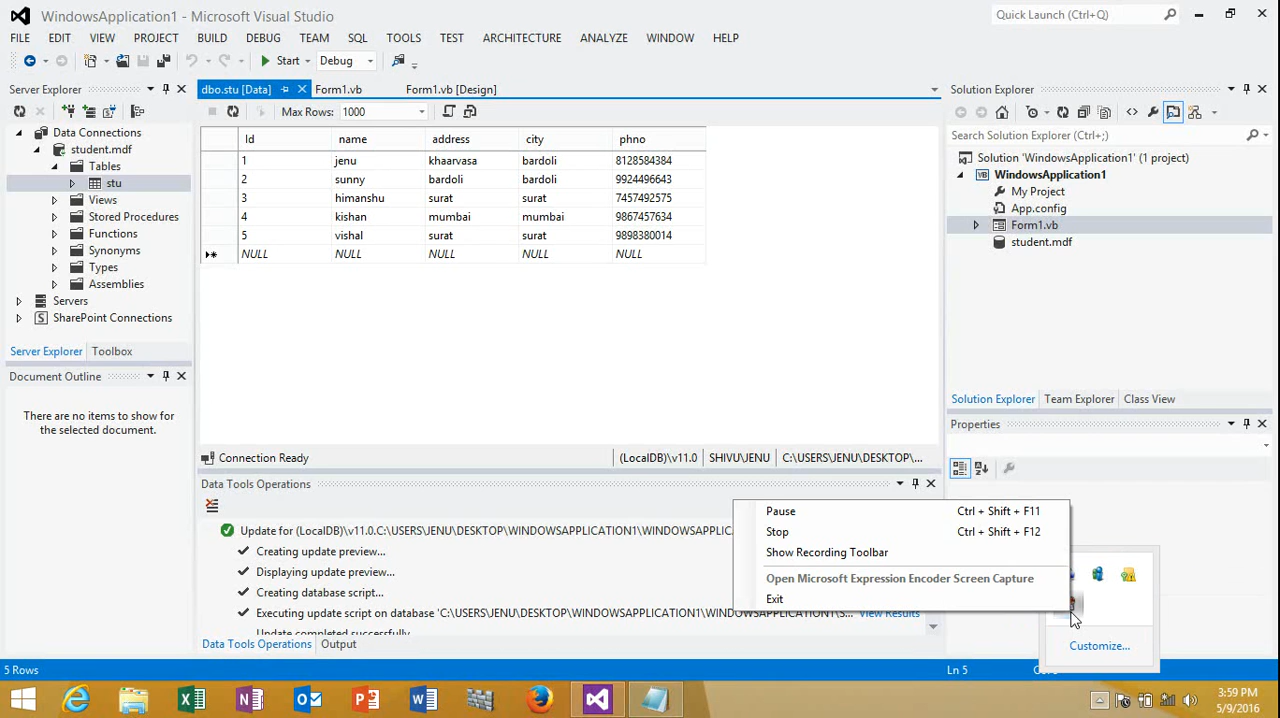 WindowsApplication1 - Microsoft Visual Studio
Quick Launch (Ctrl+Q)
FILE EDIT VIEW PROJECT BUILD DEBUG TEAM SQL TOOLS TEST ARCHITECTURE ANALYZE WINDOW HELP
Start Debug
Server Explorer
Data Connections
student.mdf
Tables
stu
Views
Stored Procedures
Functions
Synonyms
Types
Assemblies
Servers
SharePoint Connections
Server Explorer Toolbox
Document Outline
There are no items to show for
the selected document.
dbo.stu [Data] Form1.vb Form1.vb [Design]
Max Rows: 1000
Id name address city phno
1 jenu khaarvasa bardoli 8128584384
2 sunny bardoli bardoli 9924496643
3 himanshu surat surat 7457492575
4 kishan mumbai mumbai 9867457634
5 vishal surat surat 9898380014
NULL NULL NULL NULL NULL
Connection Ready (LocalDB)\v11.0 SHIVU\JENU C:\USERS\JENU\DESKTOP\...
Data Tools Operations
Update for (LocalDB)\v11.0.C:\USERS\JENU\DESKTOP\WINDOWSAPPLICATION1\WINDOWSAPPLIC
Creating update preview...
Displaying update preview...
Creating database script...
Executing update script on database 'C:\USERS\JENU\DESKTOP\WINDOWSAPPLICATION1\WINDOWSAPPLICATION1\S... View Results
Update completed successfully
Data Tools Operations Output
Solution Explorer
Search Solution Explorer (Ctrl+;)
Solution 'WindowsApplication1' (1 project)
WindowsApplication1
My Project
App.config
Form1.vb
student.mdf
Solution Explorer Team Explorer Class View
Properties
Pause Ctrl + Shift + F11
Stop Ctrl + Shift + F12
Show Recording Toolbar
Open Microsoft Expression Encoder Screen Capture
Exit
Customize...
5 Rows Ln 5
3:59 PM
5/9/2016